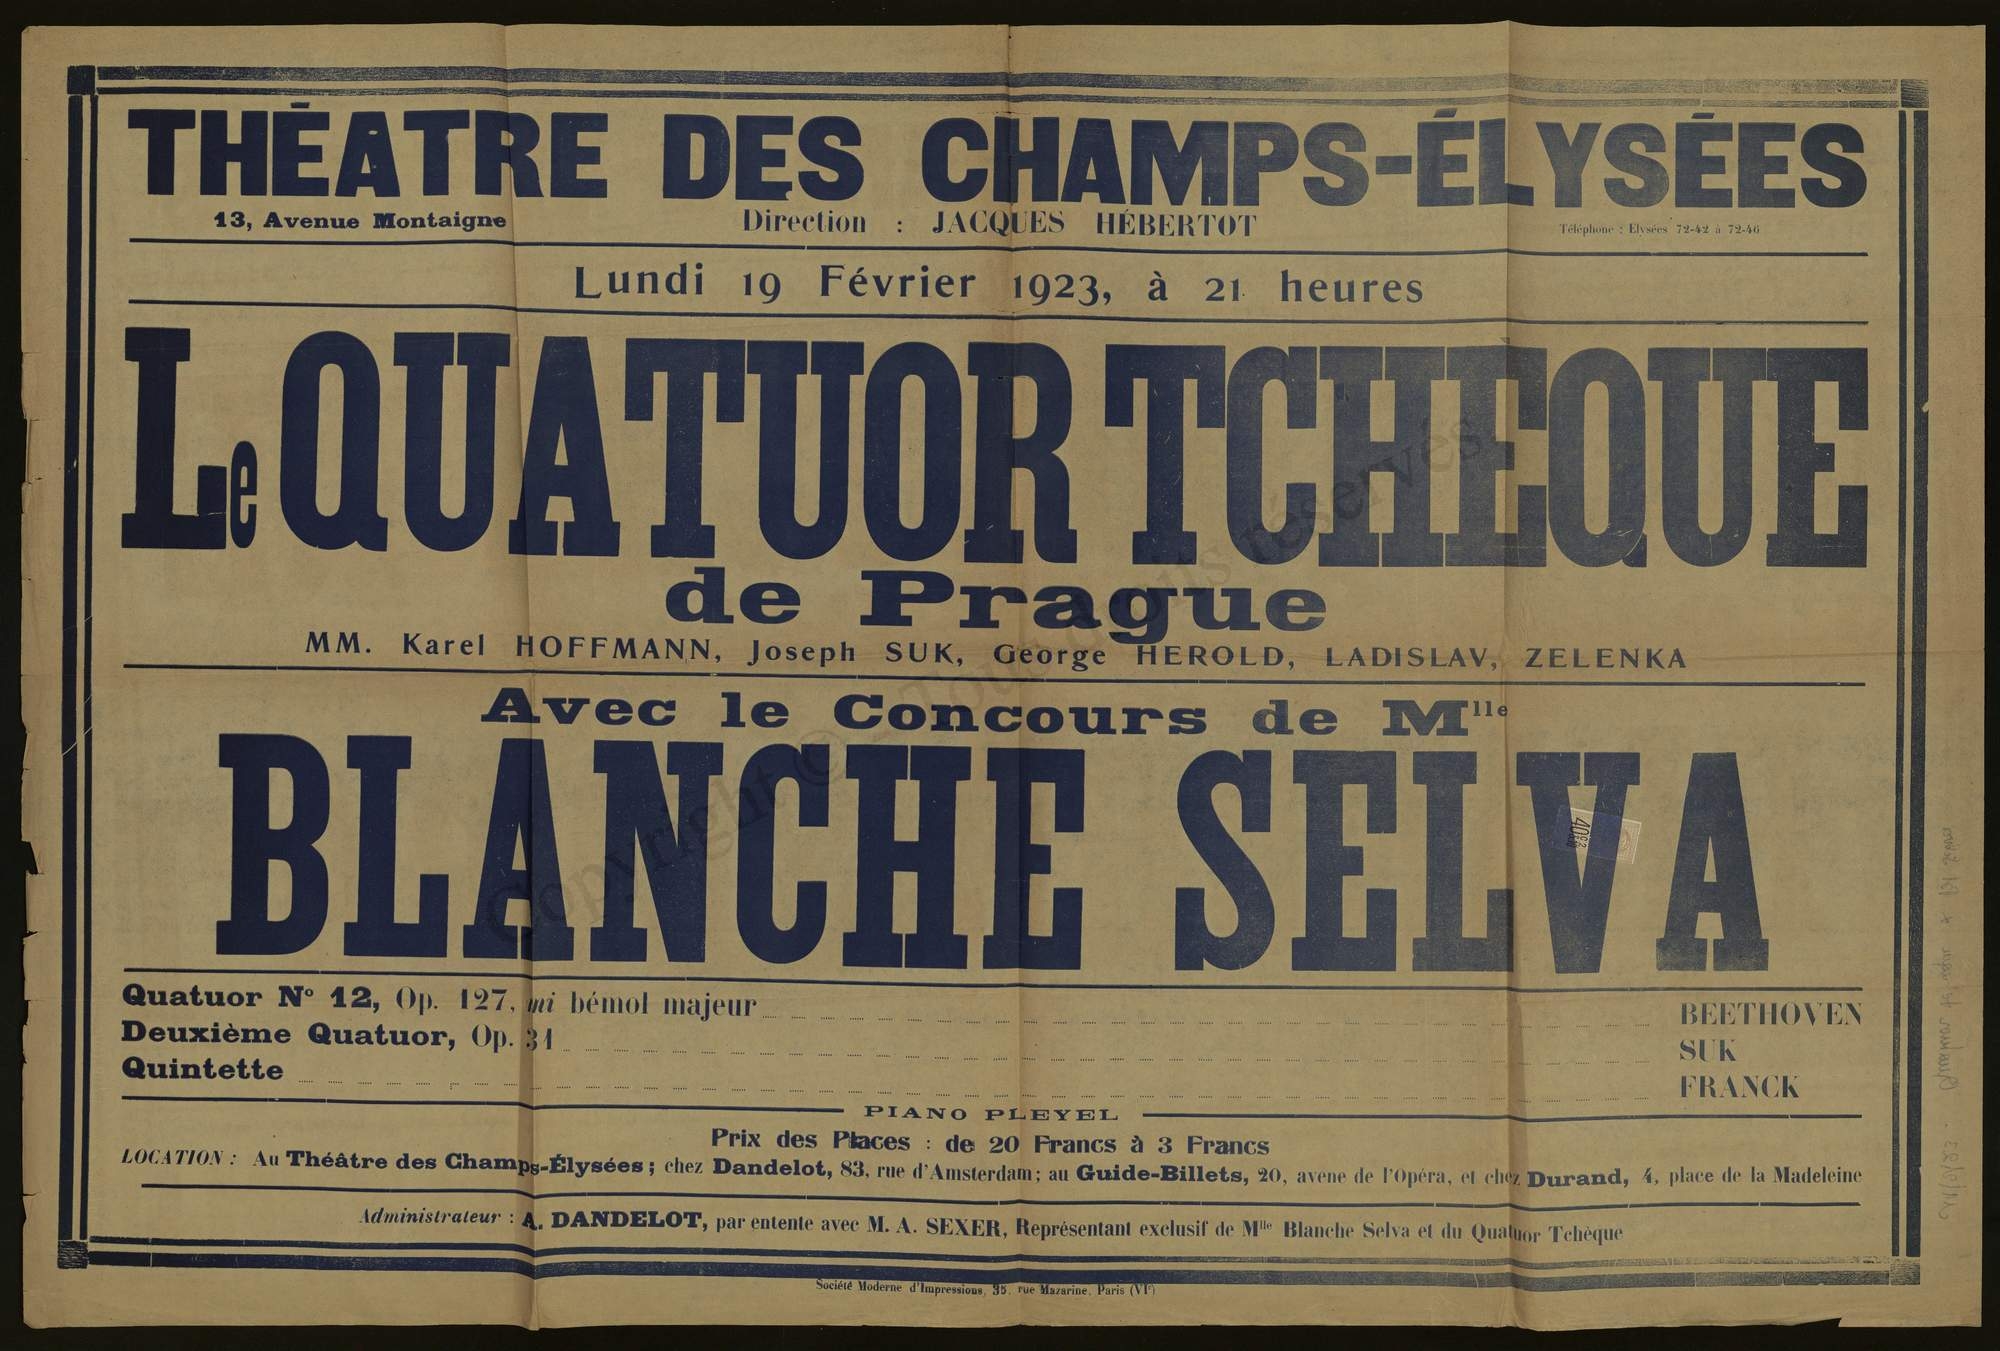 THÉATRE DES CHAMPS-ÉLYSÉES
13, Avenue Montaigne
Direction : JACQUES HÉBERTOT
Téléphone : Elysées 72-42 à 72-46
Lundi 19 Février 1923, à 21 heures
Le QUATUOR TCHEQUE
de Prague
MM. Karel HOFFMANN, Joseph SUK, George HEROLD, LADISLAV, ZELENKA
Avec le Concours de Mlle
BLANCHE SELVA
Quatuor No 12, Op. 127, mi bémol majeur BEETHOVEN
Deuxième Quatuor, Op. 31 SUK
Quintette FRANCK
PIANO PLEYEL
Prix des Places : de 20 Francs à 3 Francs
LOCATION : Au Théâtre des Champs-Élysées ; chez Dandelot, 83, rue d'Amsterdam ; au Guide-Billets, 20, avene de l'Opéra, et chez Durand, 4, place de la Madeleine
Administrateur : A. DANDELOT, par entente avec M. A. SEXER, Représentant exclusif de Mlle Blanche Selva et du Quatuor Tchèque
Société Moderne d'Impressions, 35, rue Mazarine, Paris (VIe)
Copyright © - Tous droits réservés